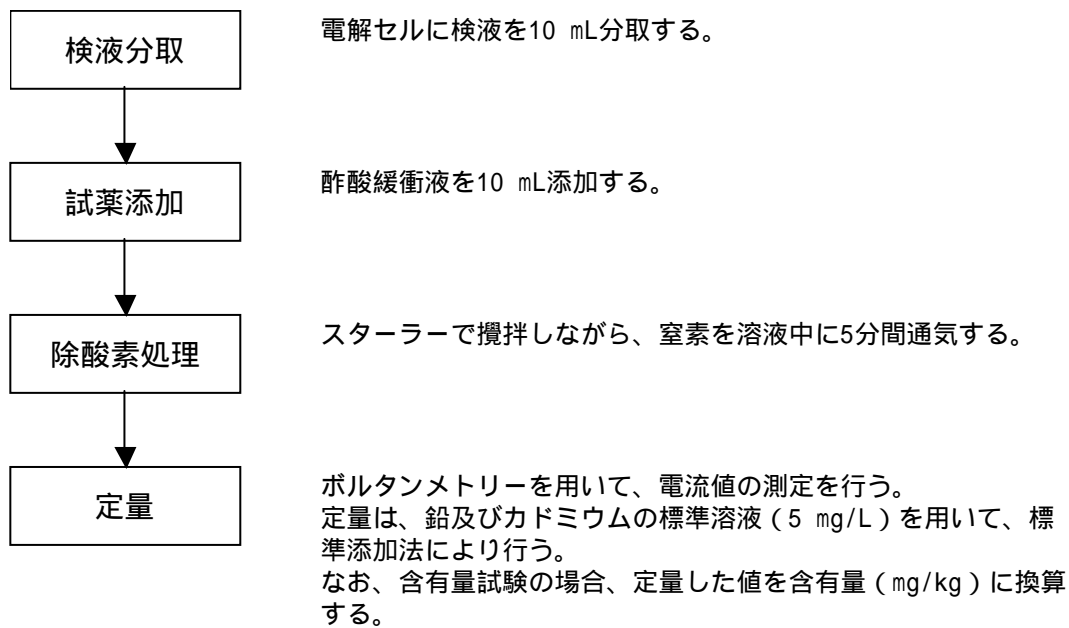 検液分取
電解セルに検液を10 mL分取する。
試薬添加
酢酸緩衝液を10 mL添加する。
除酸素処理
スターラーで攪拌しながら、窒素を溶液中に5分間通気する。
定量
ボルタンメトリーを用いて、電流値の測定を行う。
定量は、鉛及びカドミウムの標準溶液(5 mg/L)を用いて、標
準添加法により行う。
なお、含有量試験の場合、定量した値を含有量(mg/kg)に換算
する。